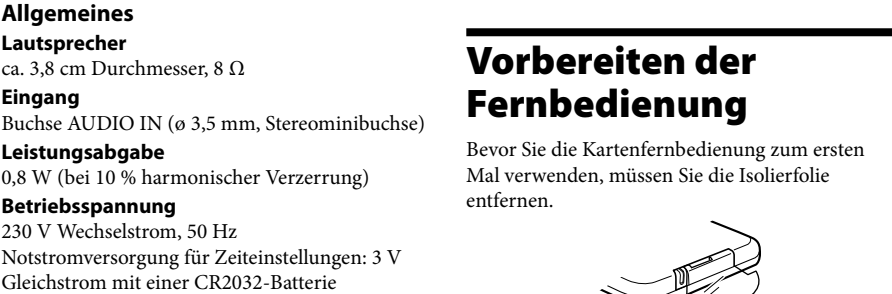 Allgemeines
Lautsprecher
ca. 3,8 cm Durchmesser, 8 Ω
Eingang
Buchse AUDIO IN (ø 3,5 mm, Stereominibuchse)
Leistungsabgabe
0,8 W (bei 10 % harmonischer Verzerrung)
Betriebsspannung
230 V Wechselstrom, 50 Hz
Notstromversorgung für Zeiteinstellungen: 3 V
Gleichstrom mit einer CR2032-Batterie
Vorbereiten der
Fernbedienung
Bevor Sie die Kartenfernbedienung zum ersten
Mal verwenden, müssen Sie die Isolierfolie
entfernen.